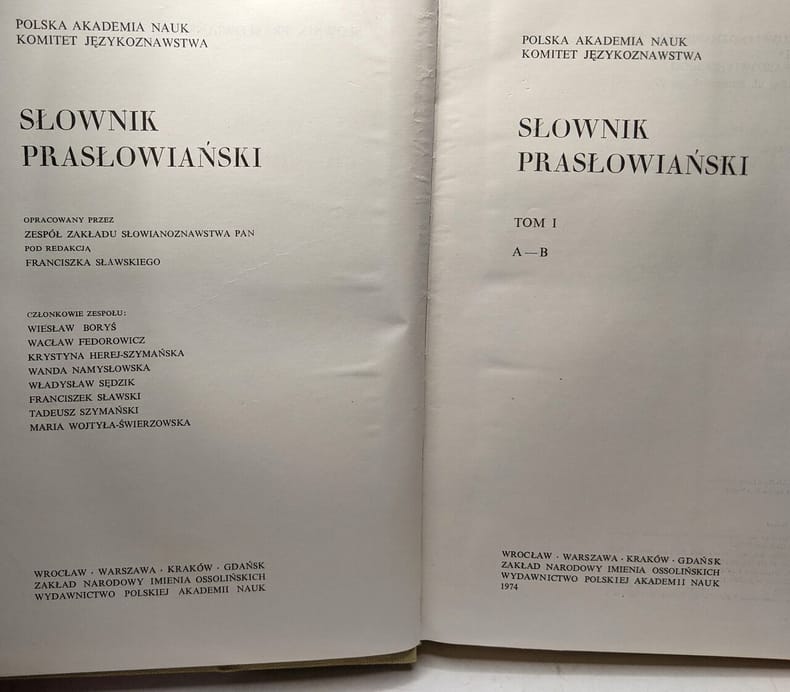 POLSKA AKADEMIA NAUK
KOMITET JĘZYKOZNAWSTWA
SŁOWNIK
PRASŁOWIAŃSKI
OPRACOWANY PRZEZ
ZESPÓŁ ZAKŁADU SŁOWIANOZNAWSTWA PAN
POD REDAKCJĄ
FRANCISZKA SŁAWSKIEGO
CZŁONKOWIE ZESPOŁU:
WIESŁAW BORYŚ
WACŁAW FEDOROWICZ
KRYSTYNA HEREJ-SZYMAŃSKA
WANDA NAMYSŁOWSKA
WŁADYSŁAW SĘDZIK
FRANCISZEK SŁAWSKI
TADEUSZ SZYMAŃSKI
MARIA WOJTYŁA-ŚWIERZOWSKA
WROCŁAW · WARSZAWA · KRAKÓW · GDAŃSK
ZAKŁAD NARODOWY IMIENIA OSSOLIŃSKICH
WYDAWNICTWO POLSKIEJ AKADEMII NAUK
POLSKA AKADEMIA NAUK
KOMITET JĘZYKOZNAWSTWA
SŁOWNIK
PRASŁOWIAŃSKI
TOM I
A—B
WROCŁAW · WARSZAWA · KRAKÓW · GDAŃSK
ZAKŁAD NARODOWY IMIENIA OSSOLIŃSKICH
WYDAWNICTWO POLSKIEJ AKADEMII NAUK
1974